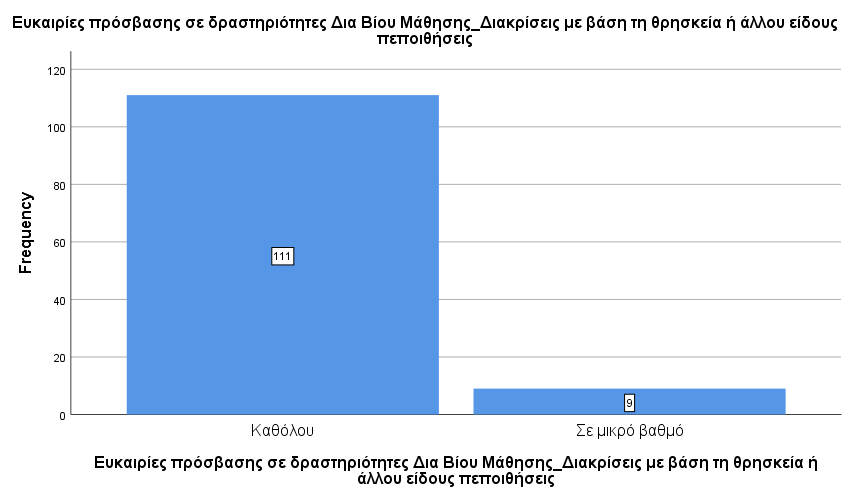 Ευκαιρίες πρόσβασης σε δραστηριότητες Δια Βίου Μάθησης_Διακρίσεις με βάση τη θρησκεία ή άλλου είδους
πεποιθήσεις
120
100
80
60
40
20
0
Frequency
111
9
Καθόλου
Σε μικρό βαθμό
Ευκαιρίες πρόσβασης σε δραστηριότητες Δια Βίου Μάθησης_Διακρίσεις με βάση τη θρησκεία ή
άλλου είδους πεποιθήσεις